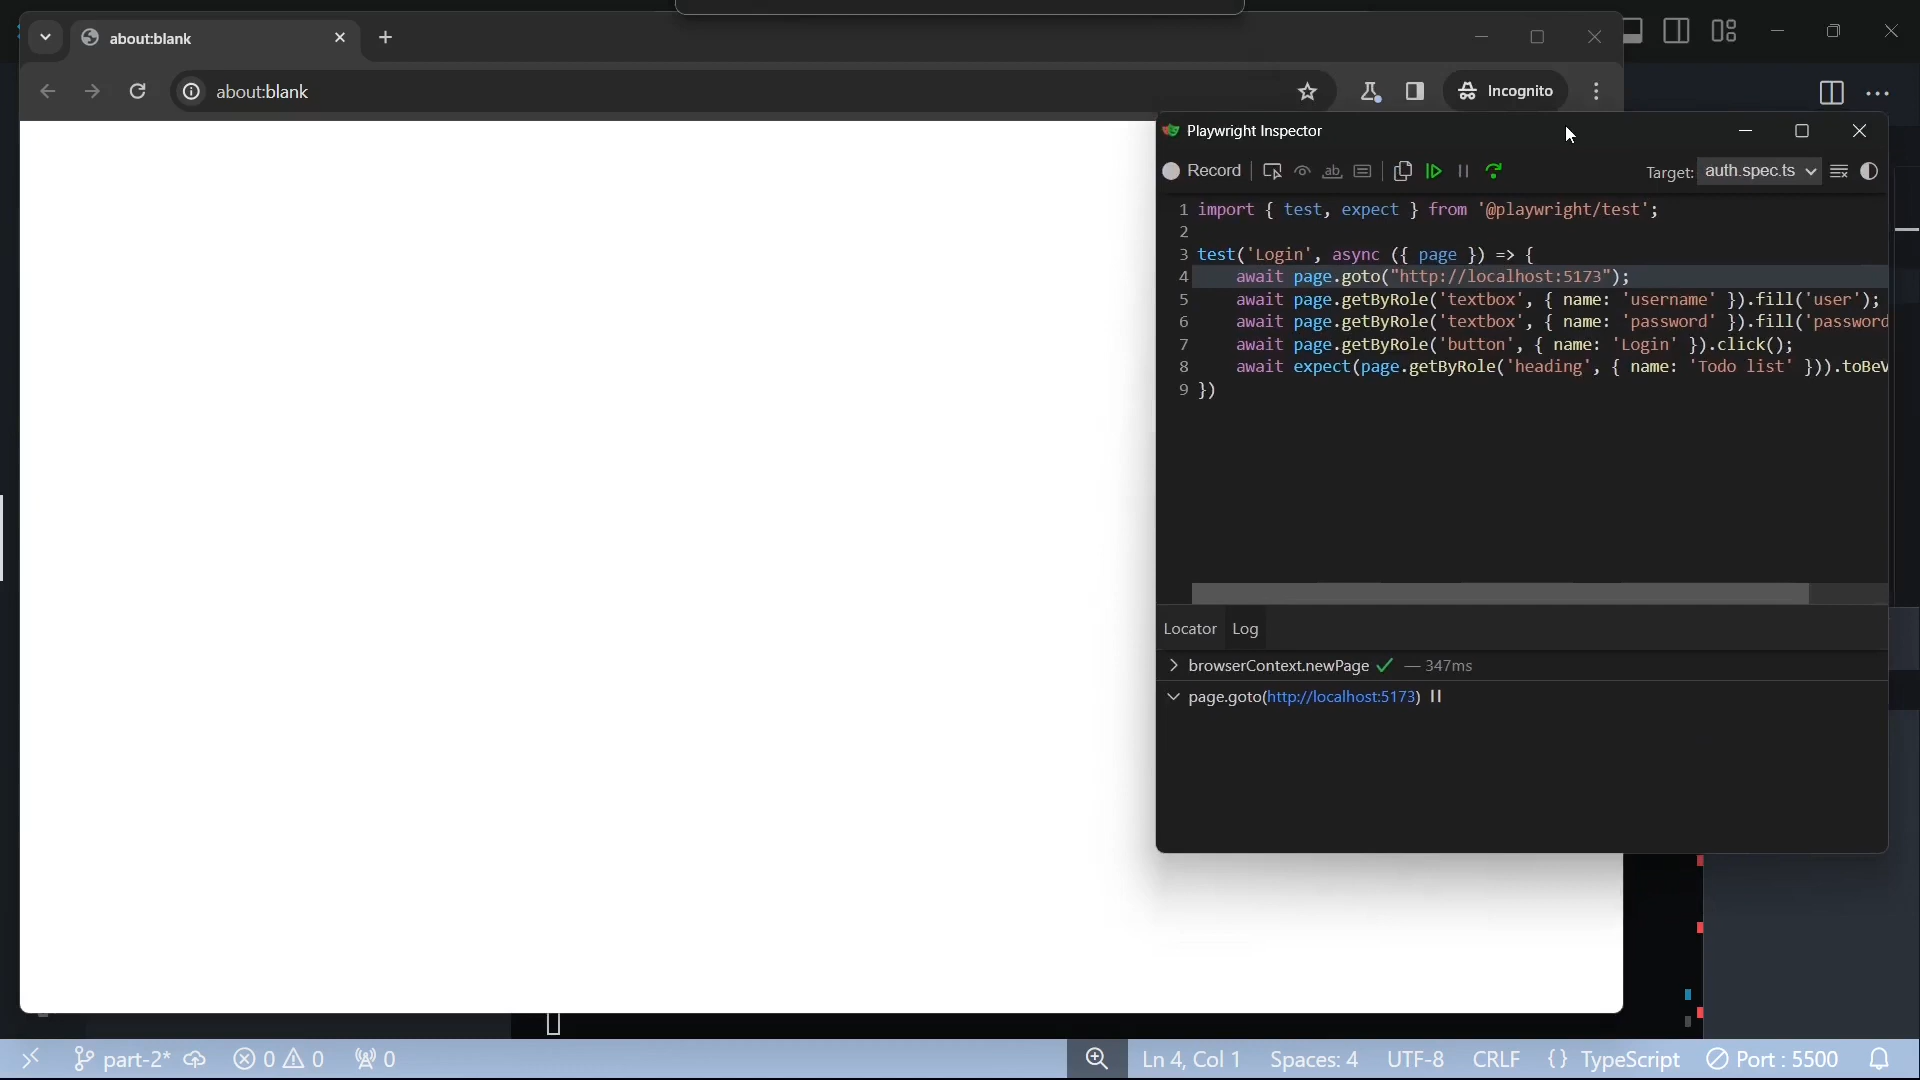 about:blank
about:blank
Incognito
Playwright Inspector
Record
Target: auth.spec.ts
1 import { test, expect } from '@playwright/test';
2
3 test('Login', async ({ page }) => {
4 await page.goto("http://localhost:5173");
5 await page.getByRole('textbox', { name: 'username' }).fill('user');
6 await page.getByRole('textbox', { name: 'password' }).fill('password
7 await page.getByRole('button', { name: 'Login' }).click();
8 await expect(page.getByRole('heading', { name: 'Todo list' })).toBeV
9 })
Locator Log
browserContext.newPage — 347ms
page.goto(http://localhost:5173)
part-2* 0 0 0 Ln 4, Col 1 Spaces: 4 UTF-8 CRLF {} TypeScript Port : 5500